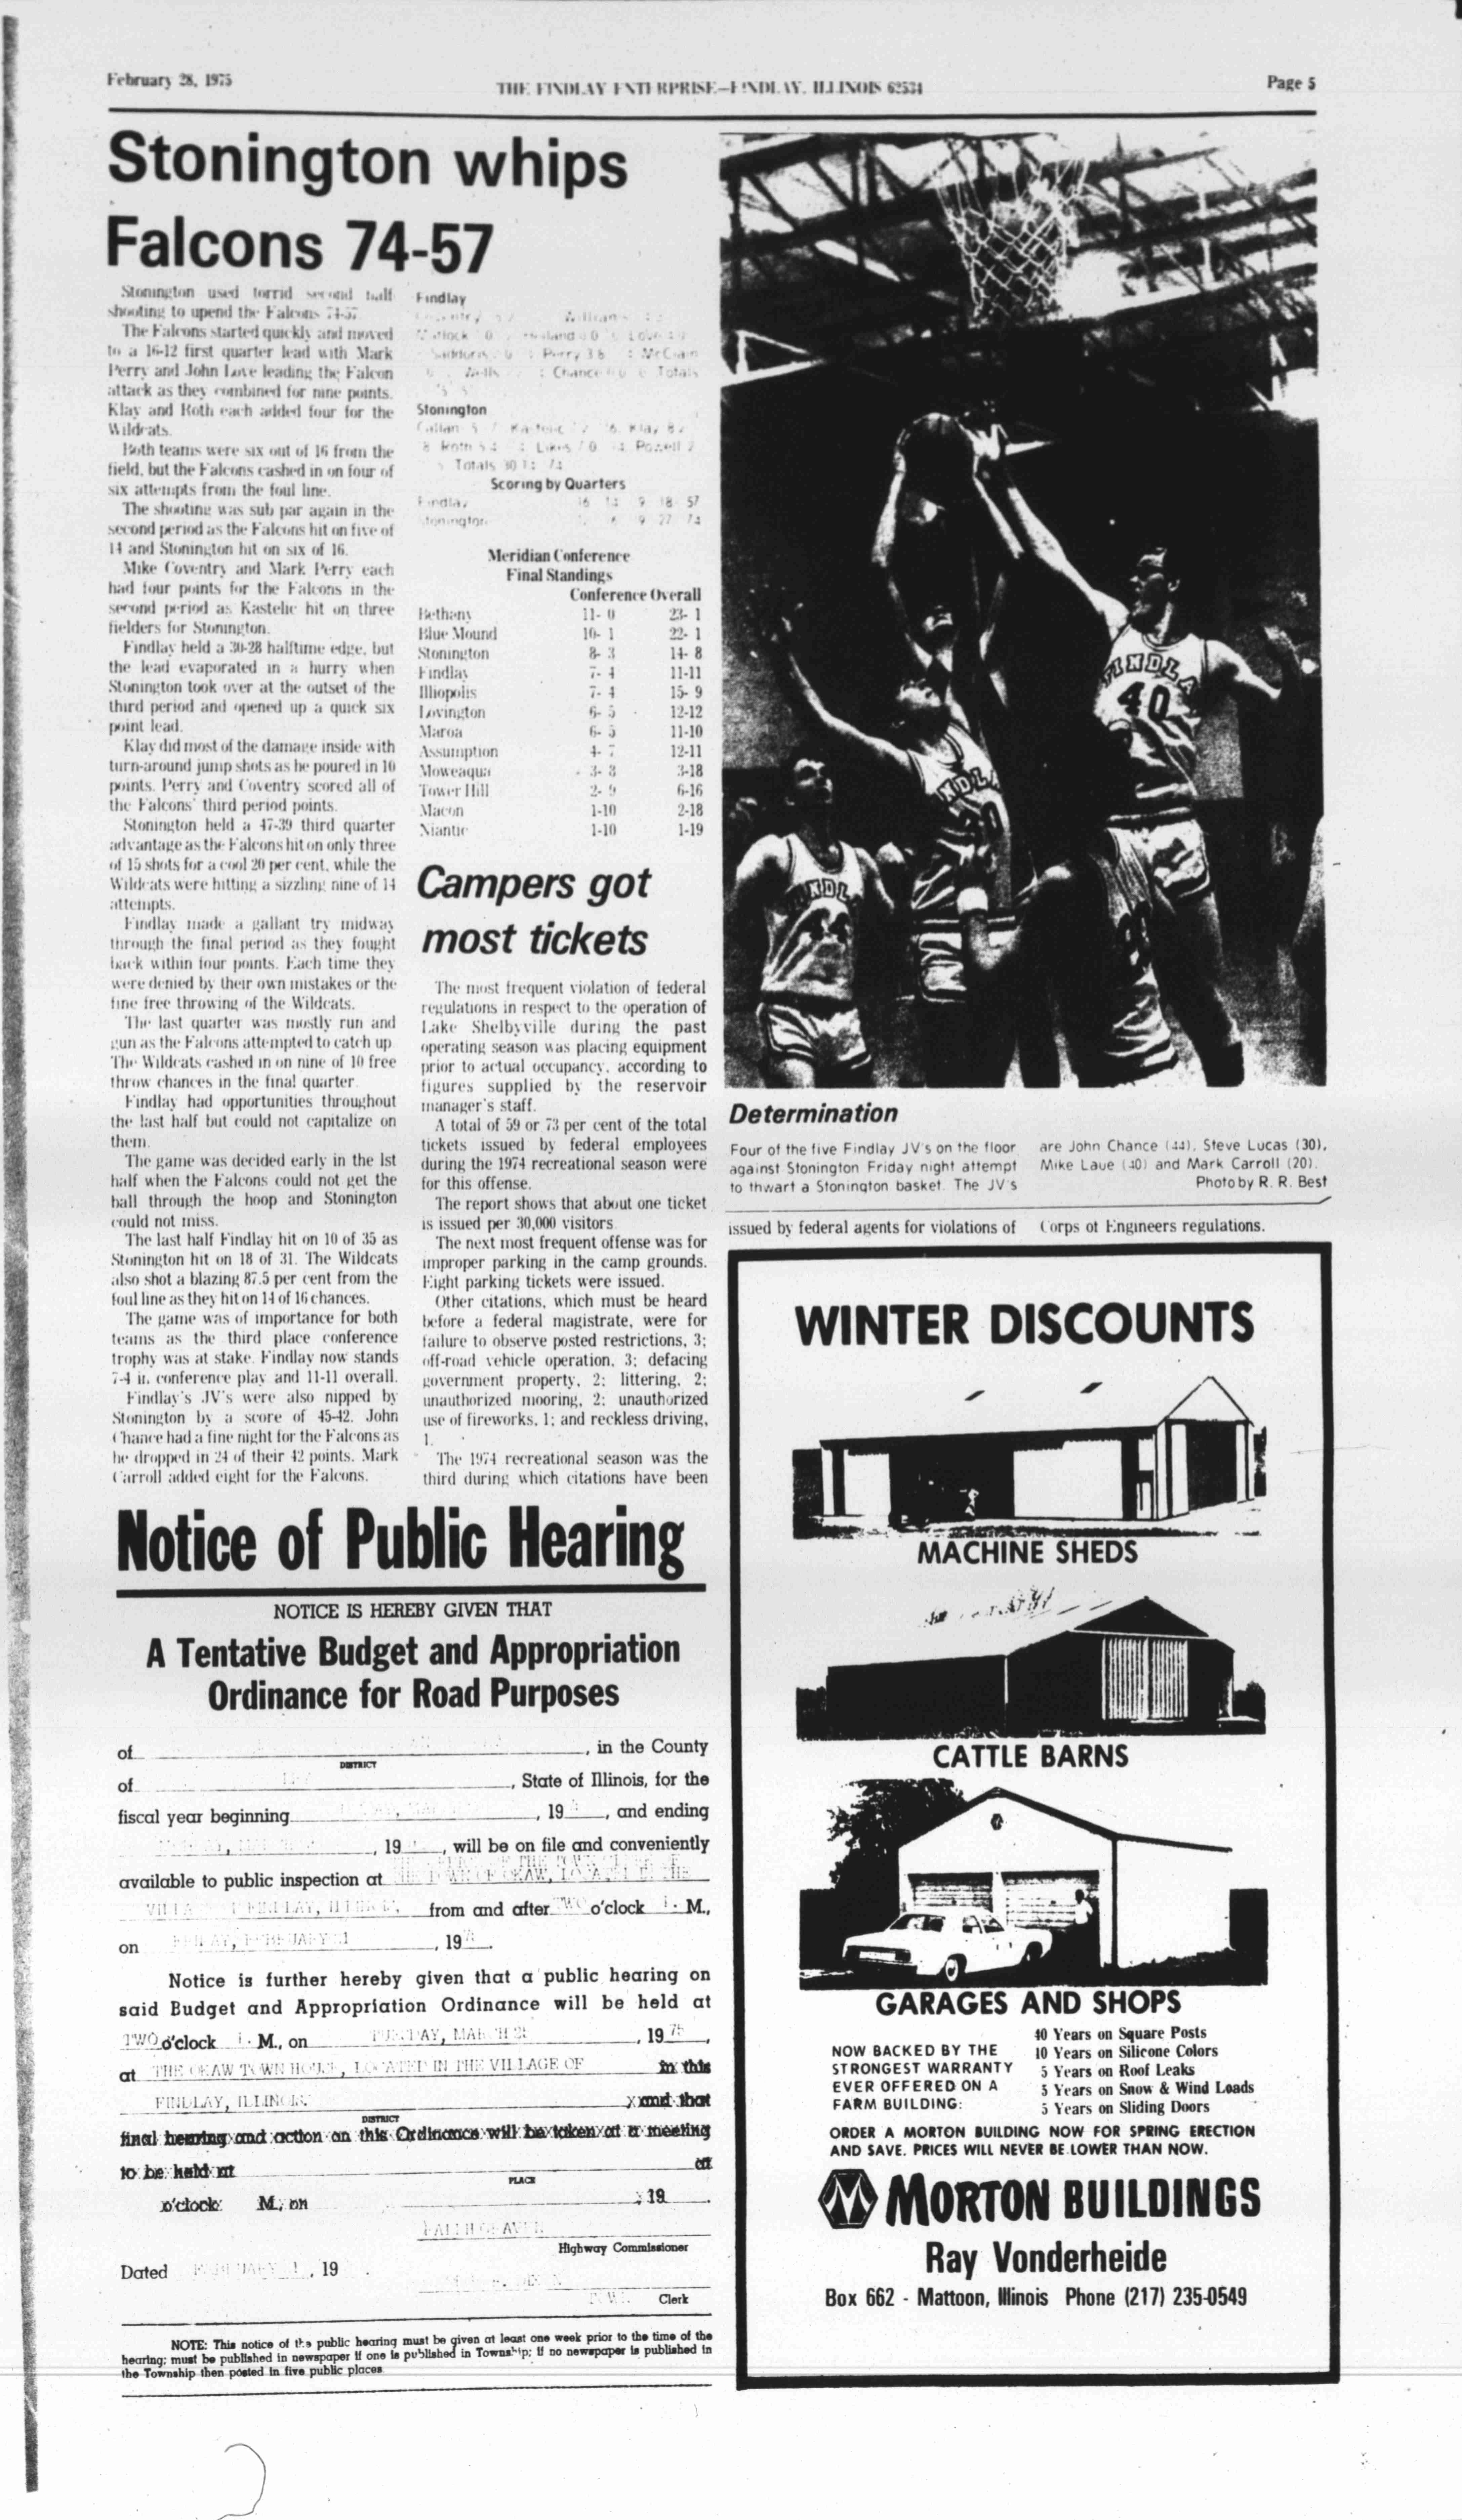 February 28, 1975
THE FINDLAY ENTERPRISE—FINDLAY, ILLINOIS 62534
Page 5
Stonington whips
Falcons 74-57
Stonington used torrid second half
shooting to upend the Falcons 74-57.
The Falcons started quickly and moved
to a 16-12 first quarter lead with Mark
Perry and John Love leading the Falcon
attack as they combined for nine points.
Klay and Roth each added four for the
Wildcats.
Both teams were six out of 16 from the
field, but the Falcons cashed in on four of
six attempts from the foul line.
The shooting was sub par again in the
second period as the Falcons hit on five of
14 and Stonington hit on six of 16.
Mike Coventry and Mark Perry each
had four points for the Falcons in the
second period as Kastelic hit on three
fielders for Stonington.
Findlay held a 30-28 halftime edge, but
the lead evaporated in a hurry when
Stonington took over at the outset of the
third period and opened up a quick six
point lead.
Klay did most of the damage inside with
turn-around jump shots as he poured in 10
points. Perry and Coventry scored all of
the Falcons' third period points.
Stonington held a 47-39 third quarter
advantage as the Falcons hit on only three
of 15 shots for a cool 20 per cent, while the
Wildcats were hitting a sizzling nine of 14
attempts.
Findlay made a gallant try midway
through the final period as they fought
back within four points. Each time they
were denied by their own mistakes or the
fine free throwing of the Wildcats.
The last quarter was mostly run and
gun as the Falcons attempted to catch up.
The Wildcats cashed in on nine of 10 free
throw chances in the final quarter.
Findlay had opportunities throughout
the last half but could not capitalize on
them.
The game was decided early in the 1st
half when the Falcons could not get the
ball through the hoop and Stonington
could not miss.
The last half Findlay hit on 10 of 35 as
Stonington hit on 18 of 31. The Wildcats
also shot a blazing 87.5 per cent from the
foul line as they hit on 14 of 16 chances.
The game was of importance for both
teams as the third place conference
trophy was at stake. Findlay now stands
7-4 in conference play and 11-11 overall.
Findlay's JV's were also nipped by
Stonington by a score of 45-42. John
Chance had a fine night for the Falcons as
he dropped in 24 of their 42 points. Mark
Carroll added eight for the Falcons.
Findlay
Perry 3 8 McClain
Wells Chance Totals
Stonington
Kastelic Klay 8 2
Roth 5 4 Likes 7 0 Powell 2
Totals 30 14 74
Scoring by Quarters
Findlay 16 14 9 18 57
Stonington 9 27 74
Meridian Conference
Final Standings
Conference Overall
Bethany 11- 0 23- 1
Blue Mound 10- 1 22- 1
Stonington 8- 3 14- 8
Findlay 7- 4 11-11
Illiopolis 7- 4 15- 9
Lovington 6- 5 12-12
Maroa 6- 5 11-10
Assumption 4- 7 12-11
Moweaqua 3- 8 3-18
Tower Hill 2- 9 6-16
Macon 1-10 2-18
Niantic 1-10 1-19
Campers got
most tickets
The most frequent violation of federal
regulations in respect to the operation of
Lake Shelbyville during the past
operating season was placing equipment
prior to actual occupancy, according to
figures supplied by the reservoir
manager's staff.
A total of 59 or 73 per cent of the total
tickets issued by federal employees
during the 1974 recreational season were
for this offense.
The report shows that about one ticket
is issued per 30,000 visitors.
The next most frequent offense was for
improper parking in the camp grounds.
Eight parking tickets were issued.
Other citations, which must be heard
before a federal magistrate, were for
failure to observe posted restrictions, 3;
off-road vehicle operation, 3; defacing
government property, 2; littering, 2;
unauthorized mooring, 2; unauthorized
use of fireworks, 1; and reckless driving,
1.
The 1974 recreational season was the
third during which citations have been
issued by federal agents for violations of
Corps of Engineers regulations.
FINDLA
40
Determination
Four of the five Findlay JV's on the floor
against Stonington Friday night attempt
to thwart a Stonington basket. The JV's
are John Chance (44), Steve Lucas (30),
Mike Laue (40) and Mark Carroll (20).
Photo by R. R. Best
Notice of Public Hearing
NOTICE IS HEREBY GIVEN THAT
A Tentative Budget and Appropriation
Ordinance for Road Purposes
of , in the County
DISTRICT
of , State of Illinois, for the
fiscal year beginning , 19 , and ending
, 19 , will be on file and conveniently
available to public inspection at TOWN OF OKAW, LOCATED IN THE
VILLAGE OF FINDLAY, ILLINOIS, from and after TWO o'clock P. M.,
on FRIDAY, FEBRUARY 21 , 19
Notice is further hereby given that a public hearing on
said Budget and Appropriation Ordinance will be held at
TWO o'clock P. M., on TUESDAY, MARCH 25 , 19 75,
at THE OKAW TOWN HOUSE, LOCATED IN THE VILLAGE OF in this
FINDLAY, ILLINOIS and that
DISTRICT
final hearing and action on this Ordinance will be taken at a meeting
to be held at at
PLACE
o'clock M., on , 19 .
Highway Commissioner
Dated FEBRUARY , 19 .
Clerk
NOTE: This notice of the public hearing must be given at least one week prior to the time of the
hearing; must be published in newspaper if one is published in Township; if no newspaper is published in
the Township then posted in five public places
WINTER DISCOUNTS
MACHINE SHEDS
CATTLE BARNS
GARAGES AND SHOPS
NOW BACKED BY THE
STRONGEST WARRANTY
EVER OFFERED ON A
FARM BUILDING:
40 Years on Square Posts
10 Years on Silicone Colors
5 Years on Roof Leaks
5 Years on Snow & Wind Loads
5 Years on Sliding Doors
ORDER A MORTON BUILDING NOW FOR SPRING ERECTION
AND SAVE. PRICES WILL NEVER BE LOWER THAN NOW.
MORTON BUILDINGS
Ray Vonderheide
Box 662 - Mattoon, Illinois Phone (217) 235-0549